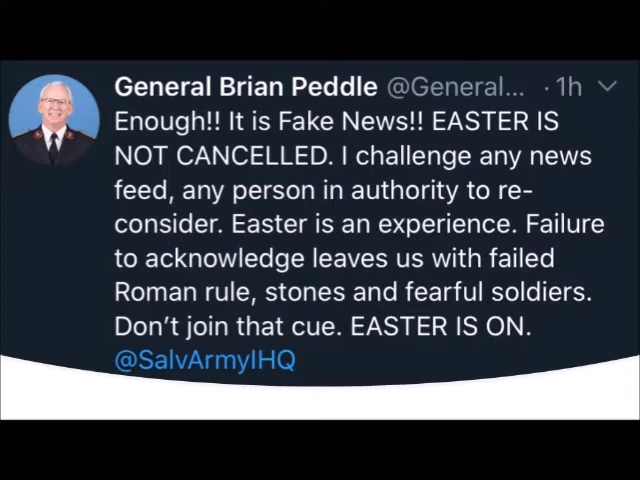 General Brian Peddle @General... · 1h
Enough!! It is Fake News!! EASTER IS
NOT CANCELLED. I challenge any news
feed, any person in authority to re-
consider. Easter is an experience. Failure
to acknowledge leaves us with failed
Roman rule, stones and fearful soldiers.
Don't join that cue. EASTER IS ON.
@SalvArmyIHQ